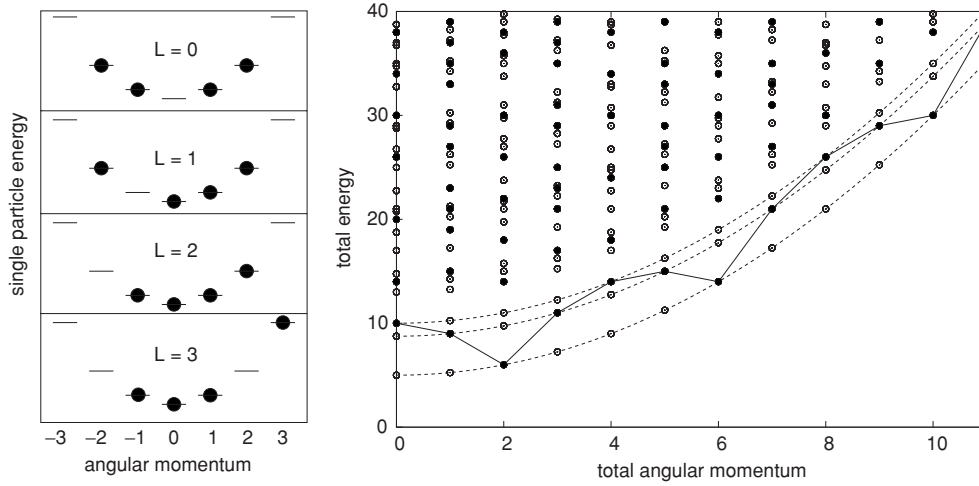 single particle energy
L = 0
L = 1
L = 2
L = 3
−3 −2 −1 0 1 2 3
angular momentum
total energy
40
30
20
10
0
0 2 4 6 8 10
total angular momentum